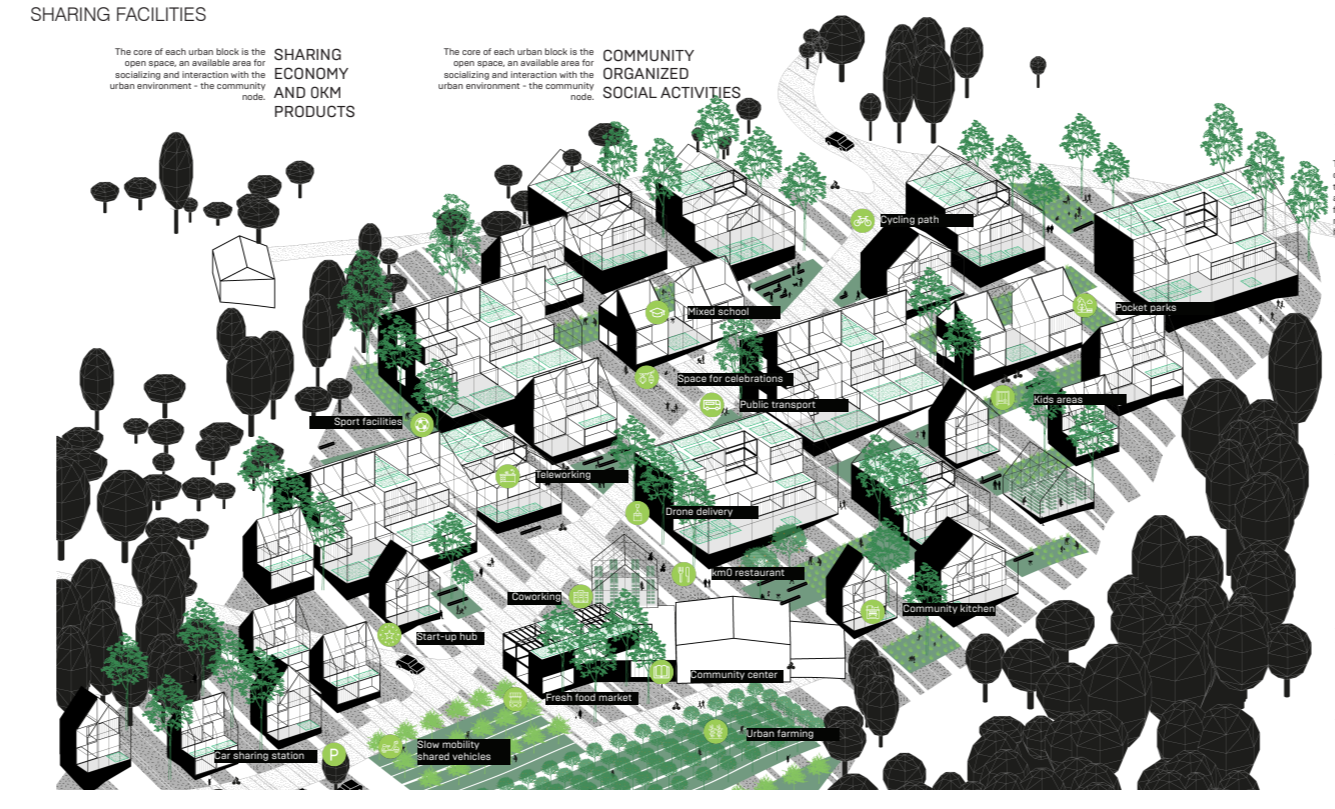 SHARING FACILITIES
The core of each urban block is the
open space, an available area for
socializing and interaction with the
urban environment - the community
node.
SHARING
ECONOMY
AND 0KM
PRODUCTS
The core of each urban block is the
open space, an available area for
socializing and interaction with the
urban environment - the community
node.
COMMUNITY
ORGANIZED
SOCIAL ACTIVITIES
Cycling path
Pocket parks
Mixed school
Space for celebrations
Public transport
Kids areas
Sport facilities
Teleworking
Drone delivery
km0 restaurant
Coworking
Community kitchen
Start-up hub
Community center
Fresh food market
Urban farming
Slow mobility
shared vehicles
Car sharing station
P